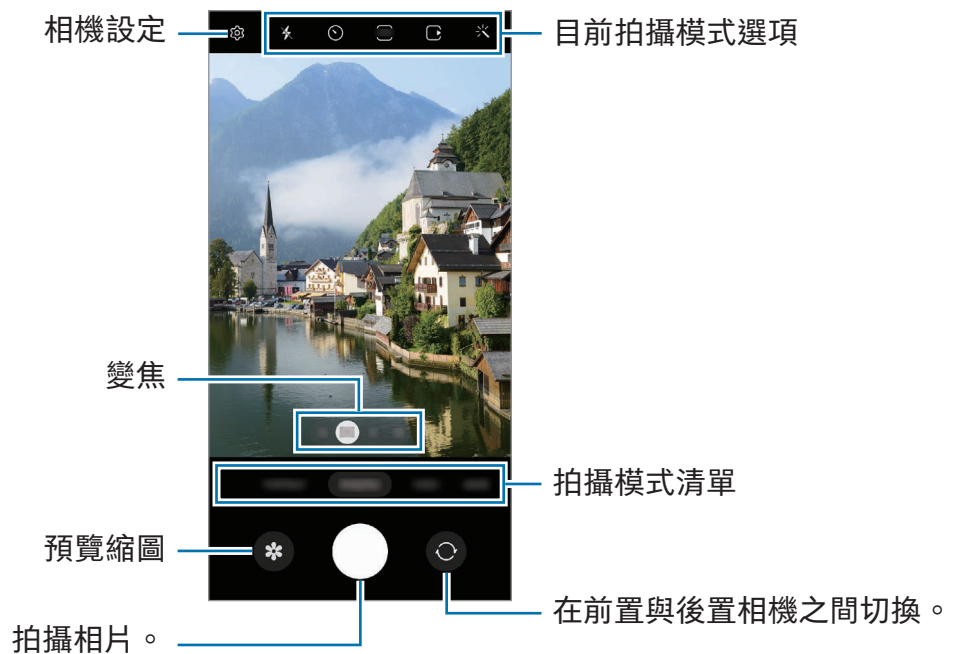 相機設定
目前拍攝模式選項
變焦
拍攝模式清單
預覽縮圖
在前置與後置相機之間切換。
拍攝相片。